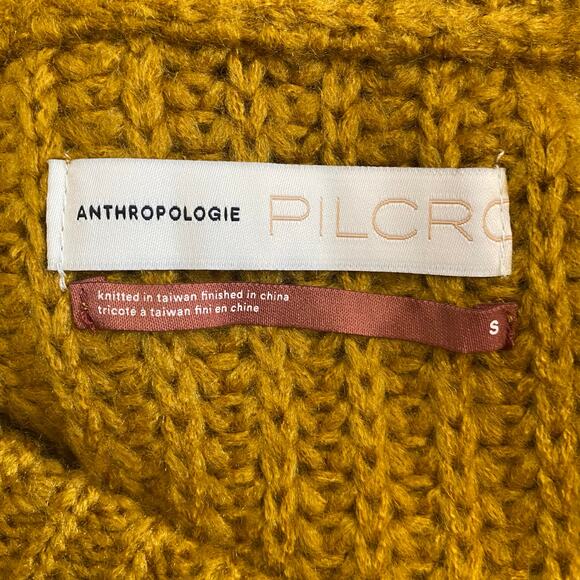 ANTHROPOLOGIE PILCRO
knitted in taiwan finished in china
tricoté à taiwan fini en chine
S